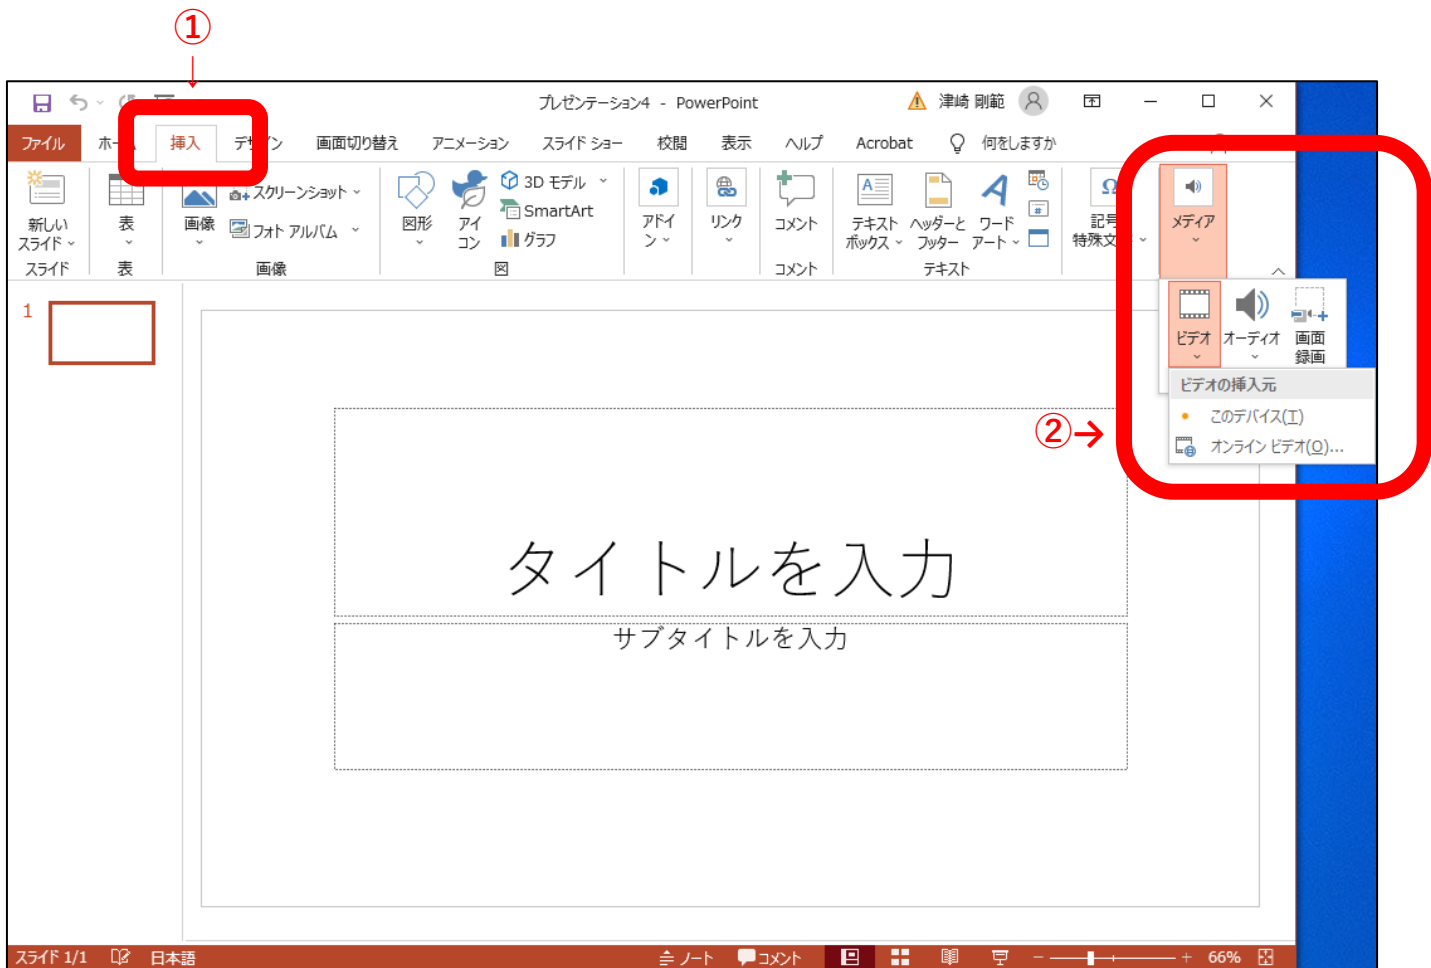 ①
プレゼンテーション4 - PowerPoint
津崎 剛範
ファイル
挿入
画面切り替え
アニメーション
スライド ショー
校閲
表示
ヘルプ
Acrobat
何をしますか
新しい
スライド
スライド
表
表
画像
スクリーンショット
フォト アルバム
画像
図形
アイ
コン
3D モデル
SmartArt
グラフ
図
アドイ
ン
リンク
コメント
コメント
テキスト
ボックス
ヘッダーと
フッター
ワード
アート
テキスト
Ω
記号
メディア
ビデオ
オーディオ
画面
録画
ビデオの挿入元
このデバイス(T)
オンライン ビデオ(O)...
1
②→
タイトルを入力
サブタイトルを入力
スライド 1/1
日本語
ノート
コメント
66%